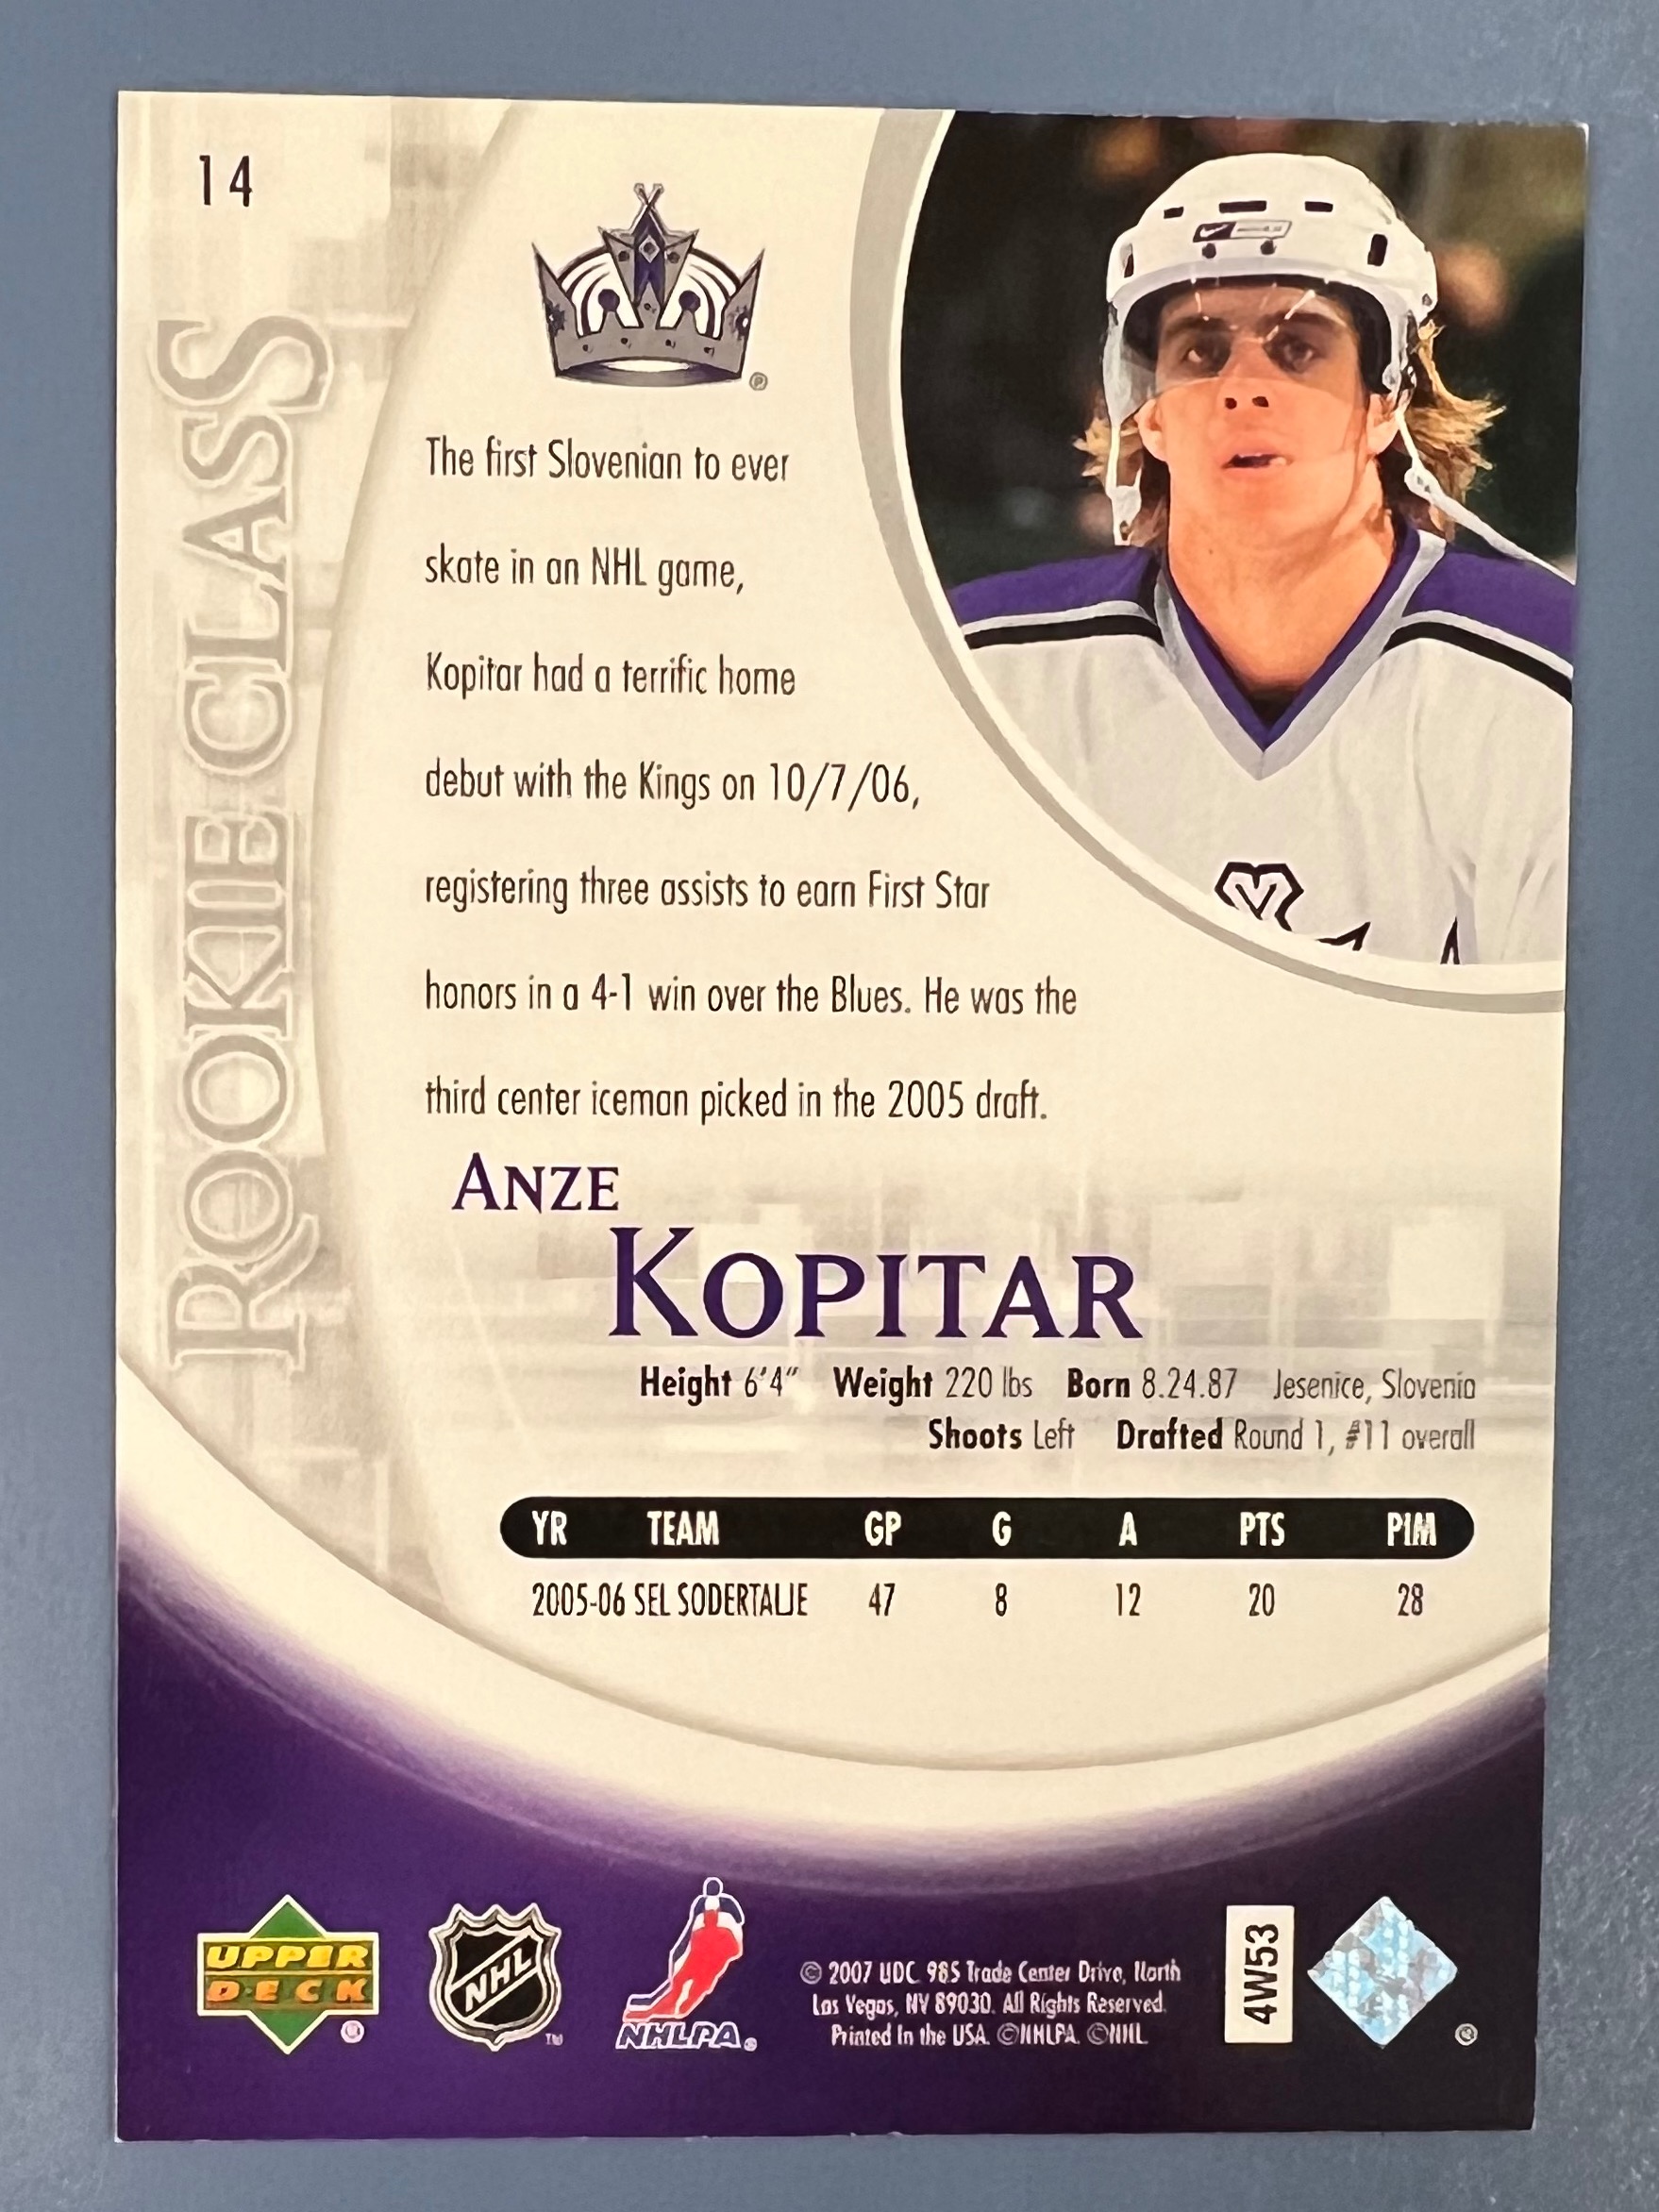 14
ROOKIE CLASS
The first Slovenian to ever
skate in an NHL game,
Kopitar had a terrific home
debut with the Kings on 10/7/06,
registering three assists to earn First Star
honors in a 4-1 win over the Blues. He was the
third center iceman picked in the 2005 draft.
ANZE
KOPITAR
Height 6'4" Weight 220 lbs Born 8.24.87 Jesenice, Slovenia
Shoots Left Drafted Round 1, #11 overall
YR TEAM GP G A PTS PIM
2005-06 SEL SODERTALJE 47 8 12 20 28
UPPER
DECK
NHL
TM
NHLPA®
© 2007 UDC 985 Trade Center Drive, North
Las Vegas, NV 89030. All Rights Reserved.
Printed In the USA. ©NHLPA. ©NHL
4W53